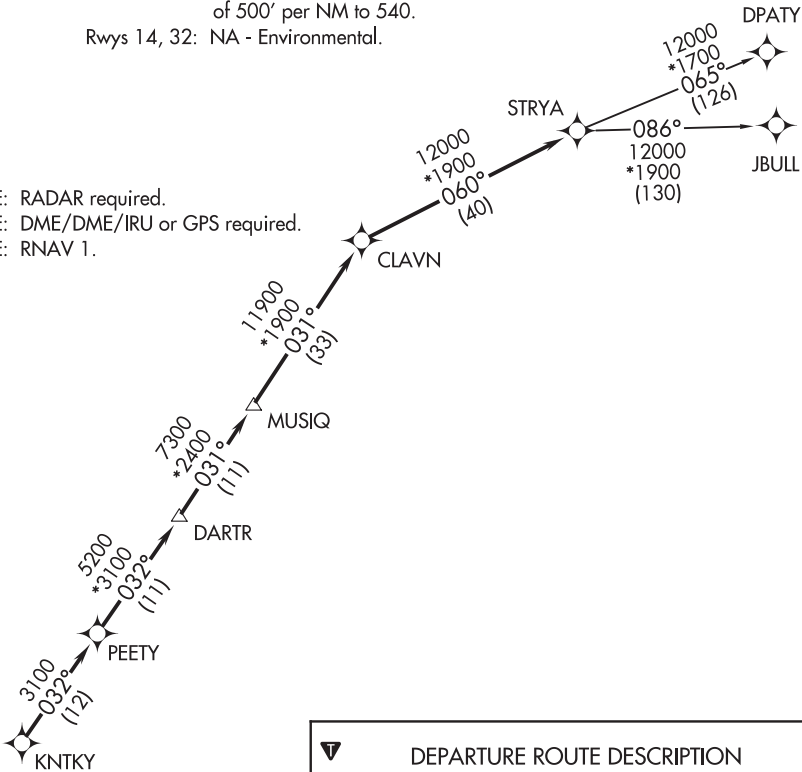 of 500' per NM to 540.
Rwys 14, 32: NA - Environmental.
DPATY
12000
*1700
065°
(126)
STRYA
086°
12000
*1900
(130)
JBULL
12000
*1900
060°
(40)
E: RADAR required.
E: DME/DME/IRU or GPS required.
E: RNAV 1.
CLAVN
11900
*1900
031°
(33)
MUSIQ
7300
*2400
031°
(11)
DARTR
5200
*3100
032°
(11)
PEETY
3100
032°
(12)
KNTKY
T
DEPARTURE ROUTE DESCRIPTION